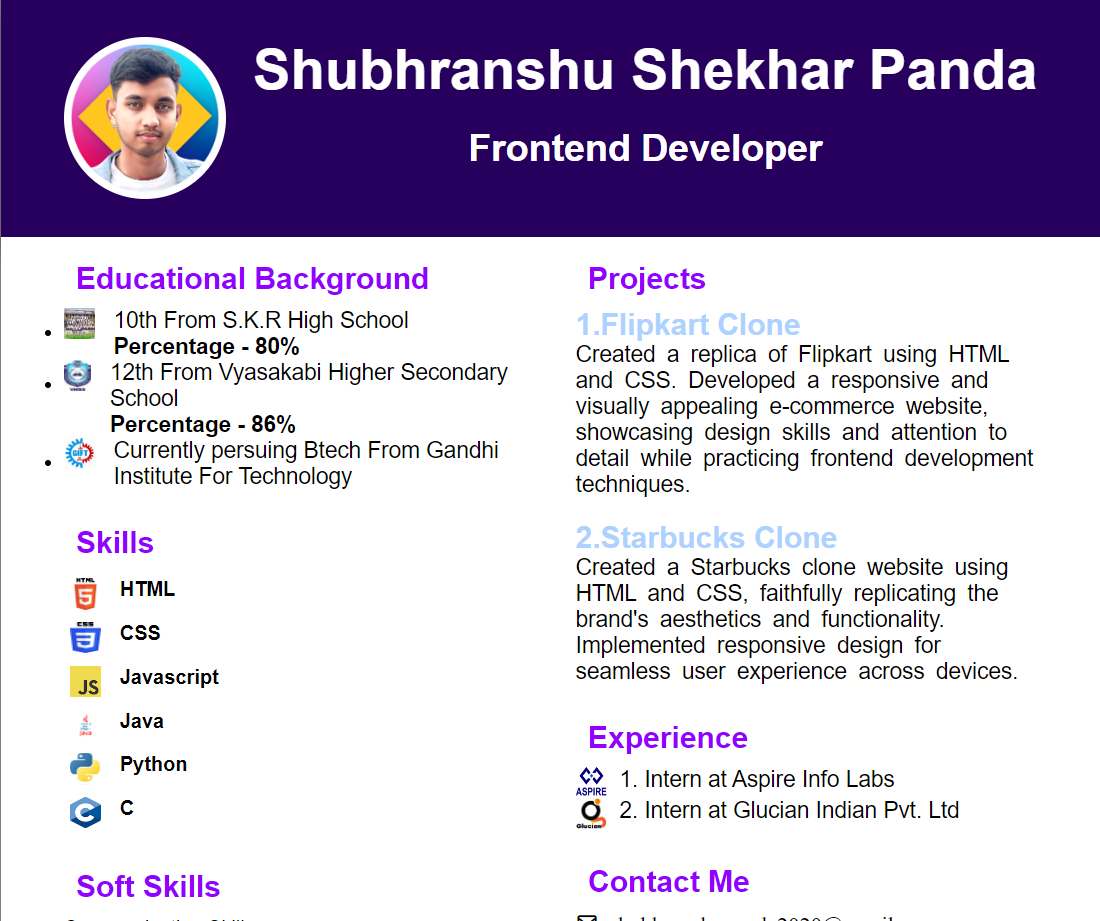 Shubhranshu Shekhar Panda
Frontend Developer
Educational Background
10th From S.K.R High School
Percentage - 80%
12th From Vyasakabi Higher Secondary
School
Percentage - 86%
GIFT
Currently persuing Btech From Gandhi
Institute For Technology
Skills
HTML
HTML
CSS
CSS
JS
Javascript
Java
Java
Python
C
C
Soft Skills
Projects
1.Flipkart Clone
Created a replica of Flipkart using HTML
and CSS. Developed a responsive and
visually appealing e-commerce website,
showcasing design skills and attention to
detail while practicing frontend development
techniques.
2.Starbucks Clone
Created a Starbucks clone website using
HTML and CSS, faithfully replicating the
brand's aesthetics and functionality.
Implemented responsive design for
seamless user experience across devices.
Experience
ASPIRE
1. Intern at Aspire Info Labs
Glucian
2. Intern at Glucian Indian Pvt. Ltd
Contact Me